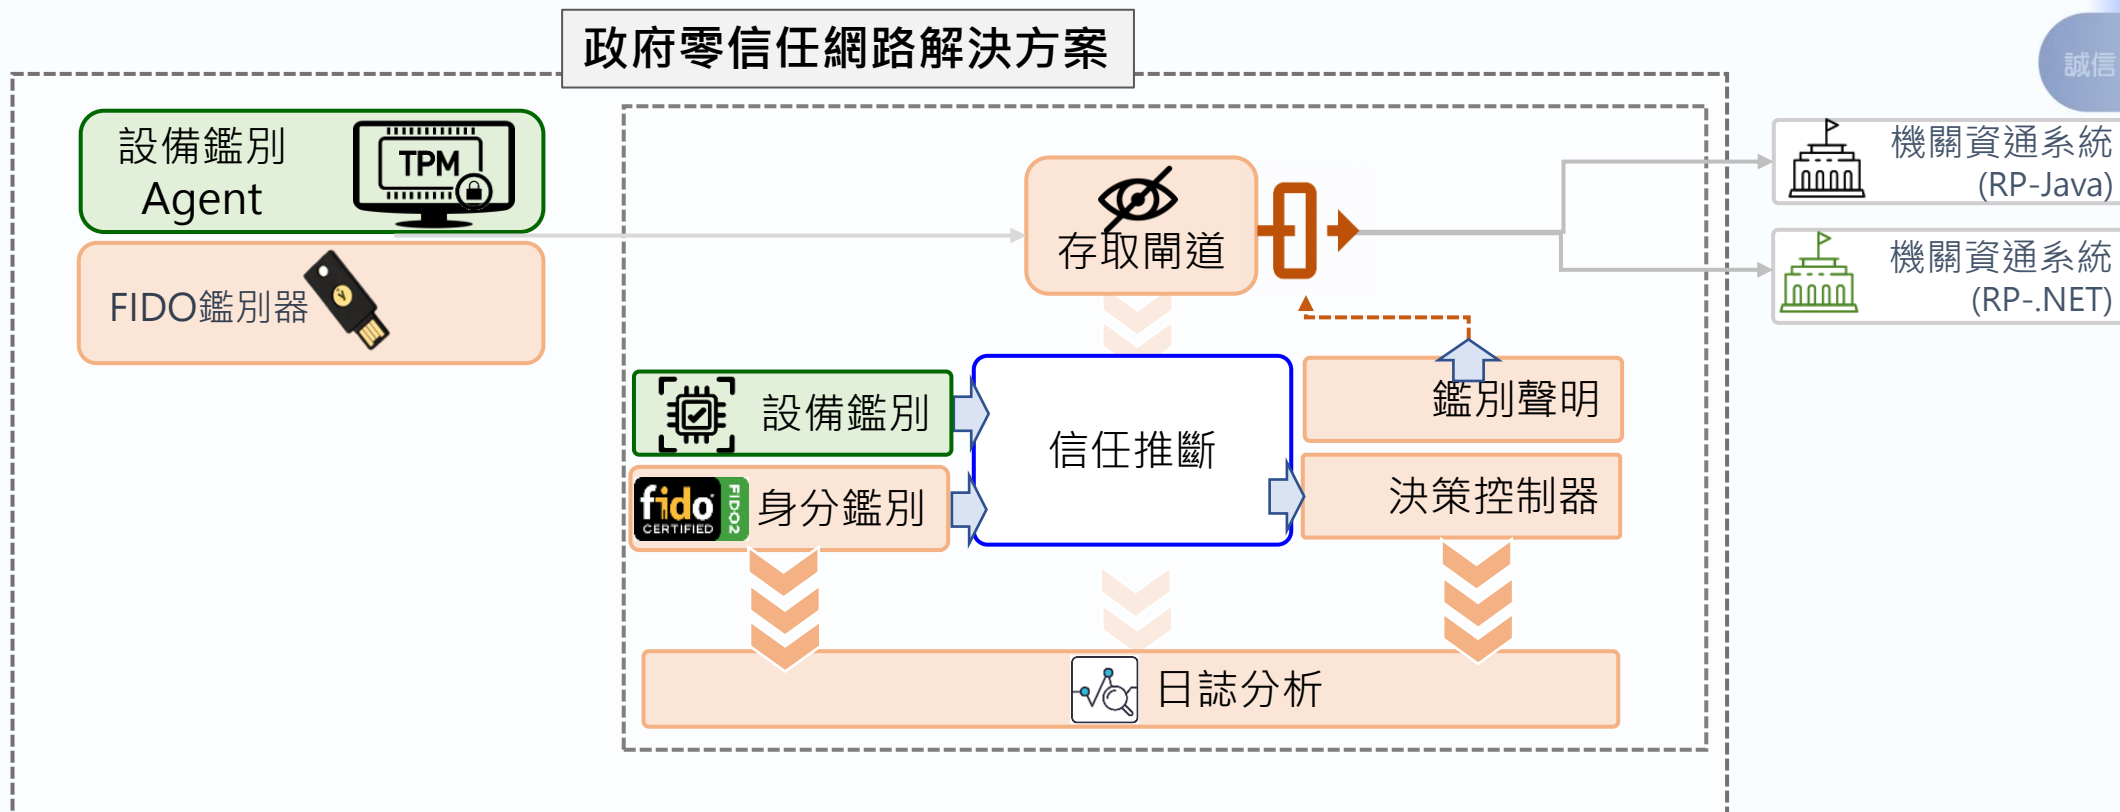 政府零信任網路解決方案
誠信
設備鑑別
Agent
TPM
FIDO鑑別器
存取閘道
機關資通系統
(RP-Java)
機關資通系統
(RP-.NET)
設備鑑別
fido
CERTIFIED
FIDO2
身分鑑別
信任推斷
鑑別聲明
決策控制器
日誌分析